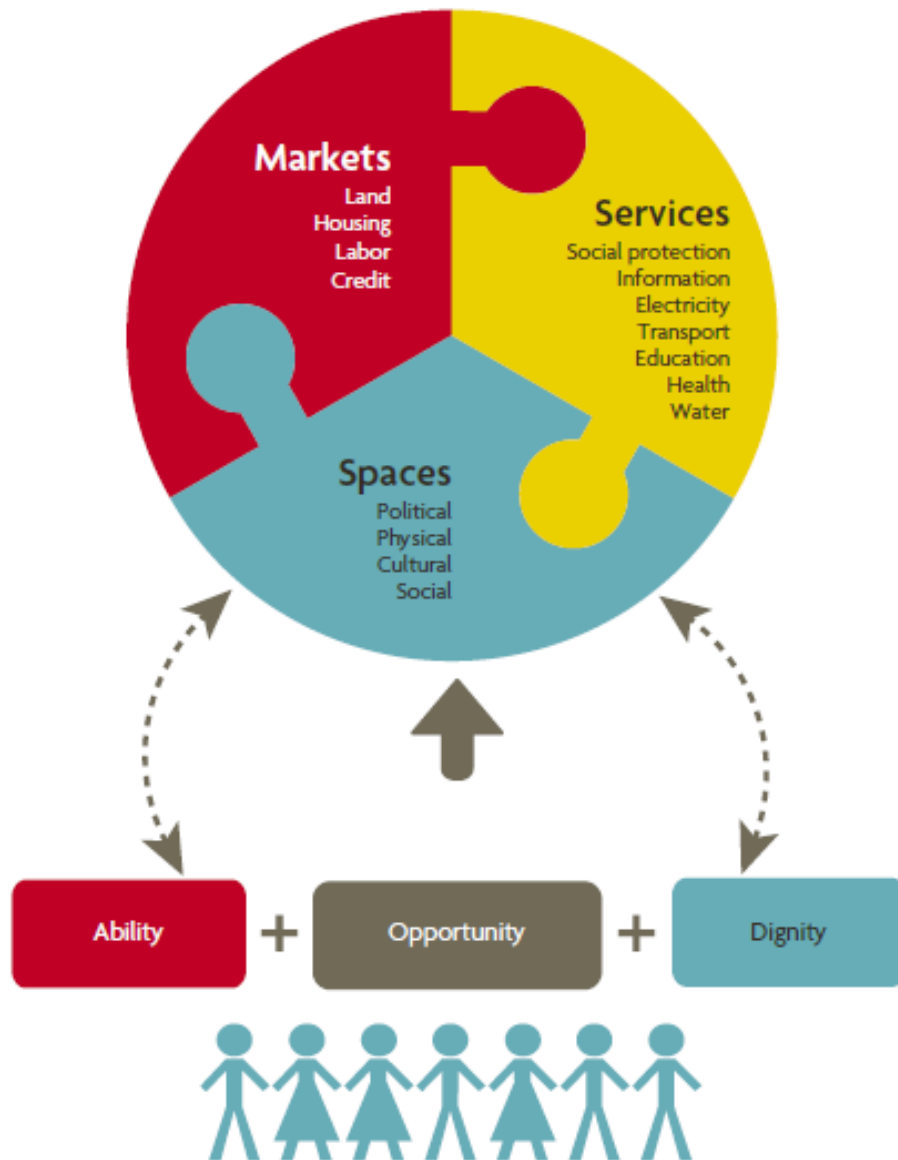 Markets
Land
Housing
Labor
Credit
Services
Social protection
Information
Electricity
Transport
Education
Health
Water
Spaces
Political
Physical
Cultural
Social
Ability + Opportunity + Dignity